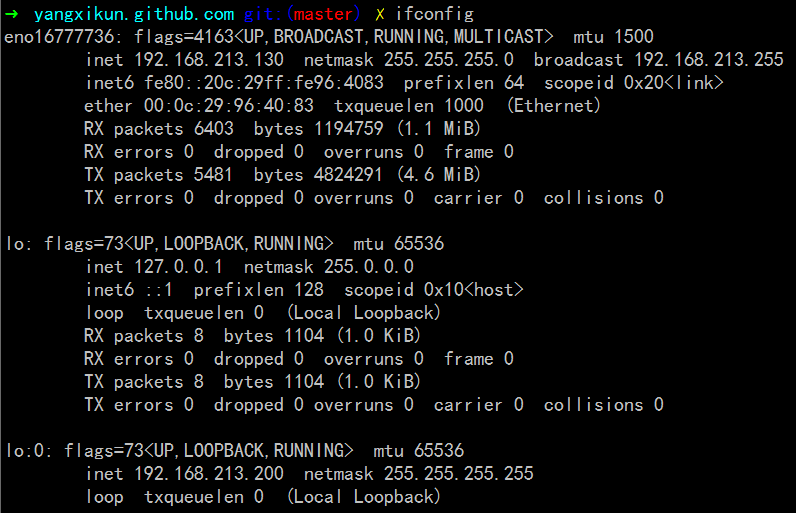 ➜  yangxikun.github.com git:(master) ✗ ifconfig
eno16777736: flags=4163<UP,BROADCAST,RUNNING,MULTICAST>  mtu 1500
        inet 192.168.213.130  netmask 255.255.255.0  broadcast 192.168.213.255
        inet6 fe80::20c:29ff:fe96:4083  prefixlen 64  scopeid 0x20<link>
        ether 00:0c:29:96:40:83  txqueuelen 1000  (Ethernet)
        RX packets 6403  bytes 1194759 (1.1 MiB)
        RX errors 0  dropped 0  overruns 0  frame 0
        TX packets 5481  bytes 4824291 (4.6 MiB)
        TX errors 0  dropped 0 overruns 0  carrier 0  collisions 0

lo: flags=73<UP,LOOPBACK,RUNNING>  mtu 65536
        inet 127.0.0.1  netmask 255.0.0.0
        inet6 ::1  prefixlen 128  scopeid 0x10<host>
        loop  txqueuelen 0  (Local Loopback)
        RX packets 8  bytes 1104 (1.0 KiB)
        RX errors 0  dropped 0  overruns 0  frame 0
        TX packets 8  bytes 1104 (1.0 KiB)
        TX errors 0  dropped 0 overruns 0  carrier 0  collisions 0

lo:0: flags=73<UP,LOOPBACK,RUNNING>  mtu 65536
        inet 192.168.213.200  netmask 255.255.255.255
        loop  txqueuelen 0  (Local Loopback)